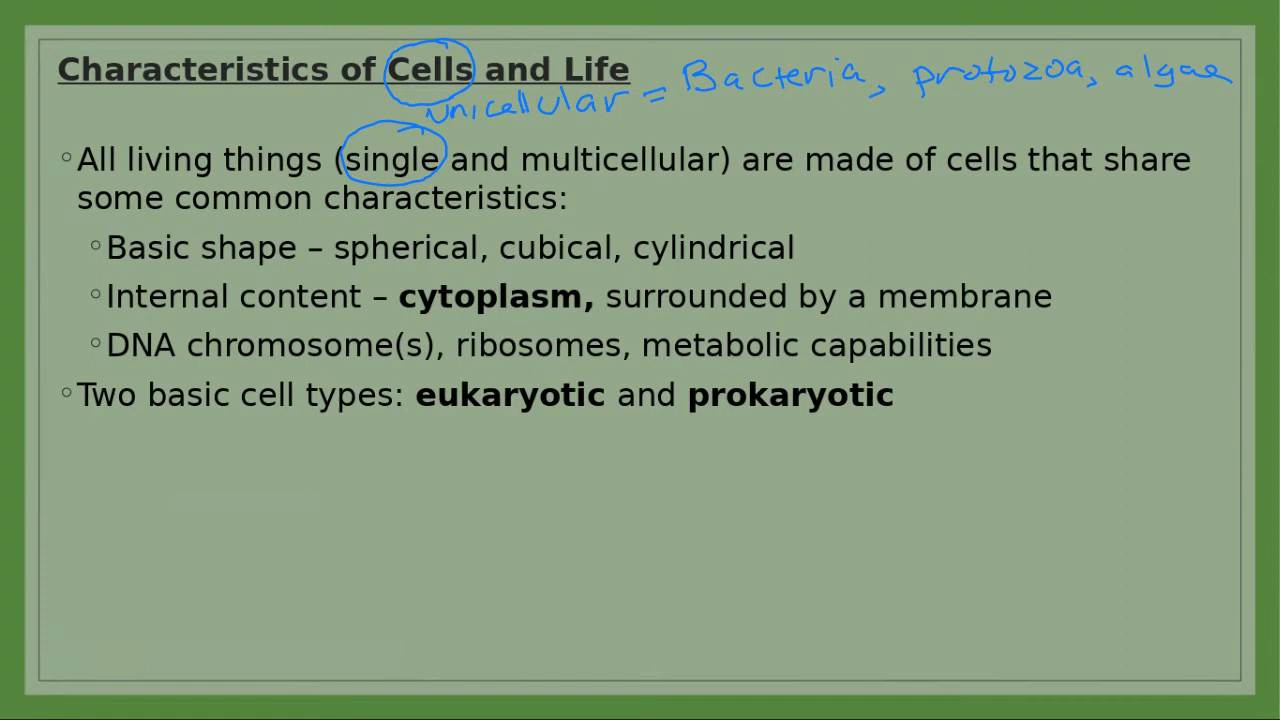 Characteristics of Cells and Life
unicellular = Bacteria, protozoa, algae
◦All living things (single and multicellular) are made of cells that share
some common characteristics:
◦Basic shape – spherical, cubical, cylindrical
◦Internal content – cytoplasm, surrounded by a membrane
◦DNA chromosome(s), ribosomes, metabolic capabilities
◦Two basic cell types: eukaryotic and prokaryotic